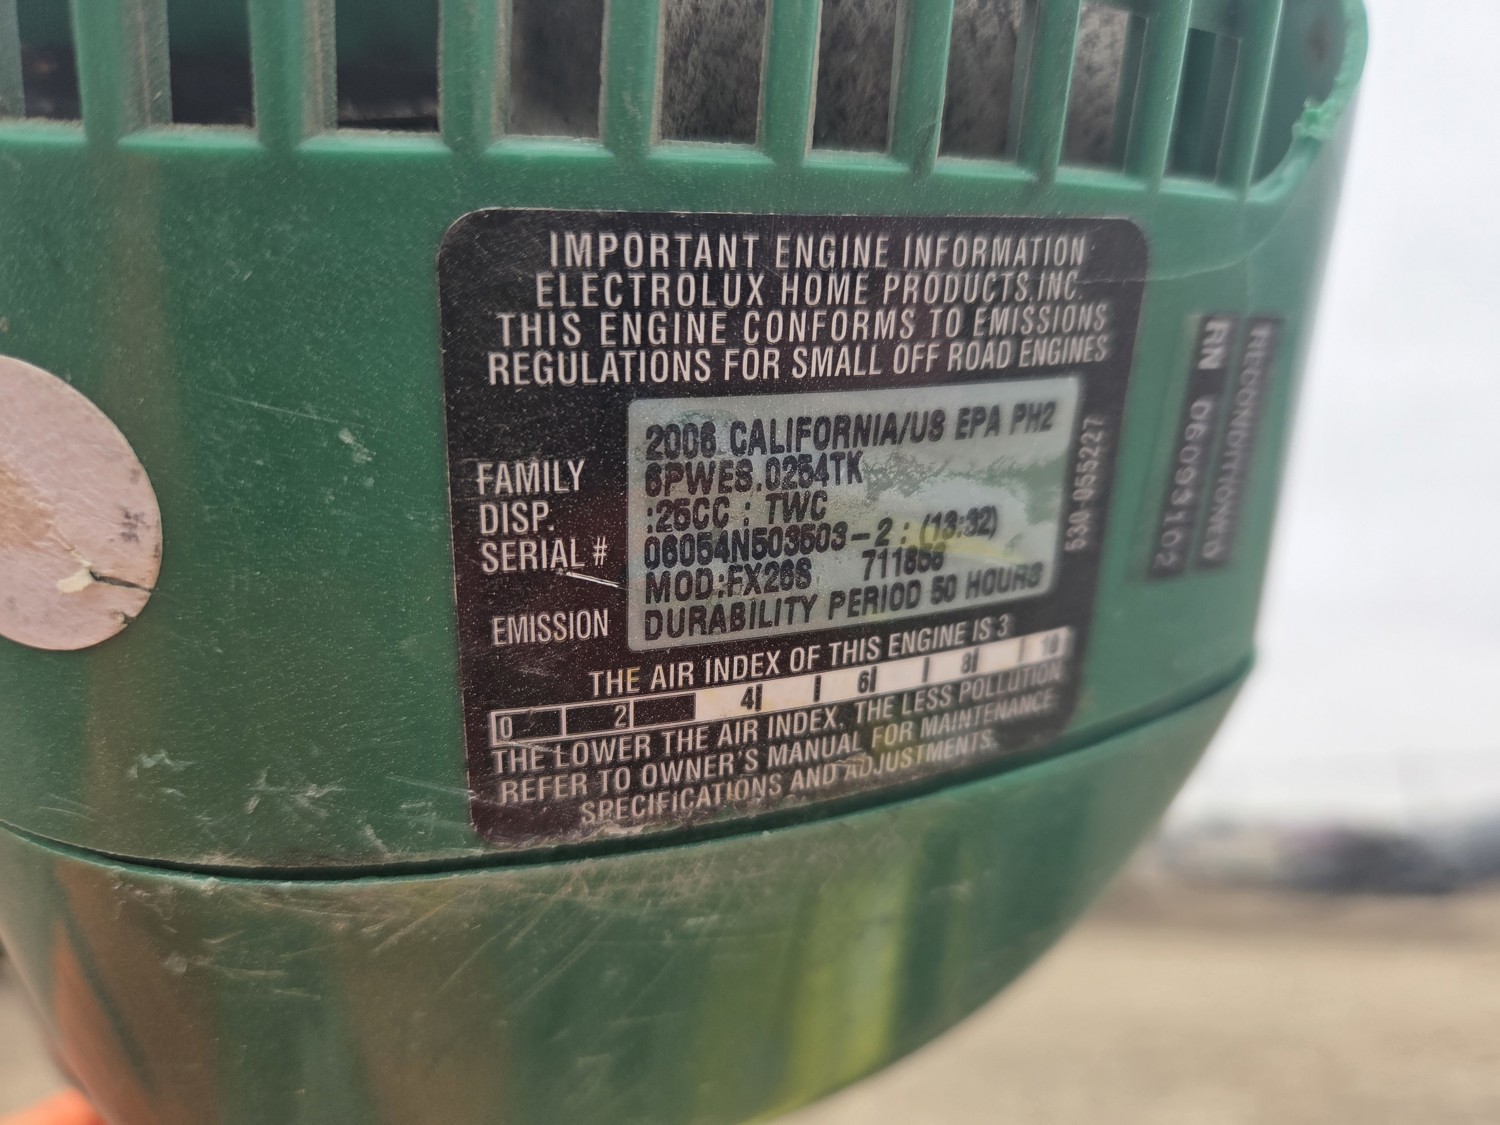 IMPORTANT ENGINE INFORMATION
ELECTROLUX HOME PRODUCTS, INC.
THIS ENGINE CONFORMS TO EMISSIONS
REGULATIONS FOR SMALL OFF ROAD ENGINES
2006 CALIFORNIA/US EPA PH2
FAMILY 6PWES.0254TK
DISP. :25CC : TWC
SERIAL # 06054N503503-2 : (13:32)
MOD:FX26S 711856
EMISSION DURABILITY PERIOD 50 HOURS
THE AIR INDEX OF THIS ENGINE IS 3
0 2 4 6 8 10
THE LOWER THE AIR INDEX, THE LESS POLLUTION
REFER TO OWNER'S MANUAL FOR MAINTENANCE
SPECIFICATIONS AND ADJUSTMENTS.
530-055227
RECONDITIONED
RN 06093102